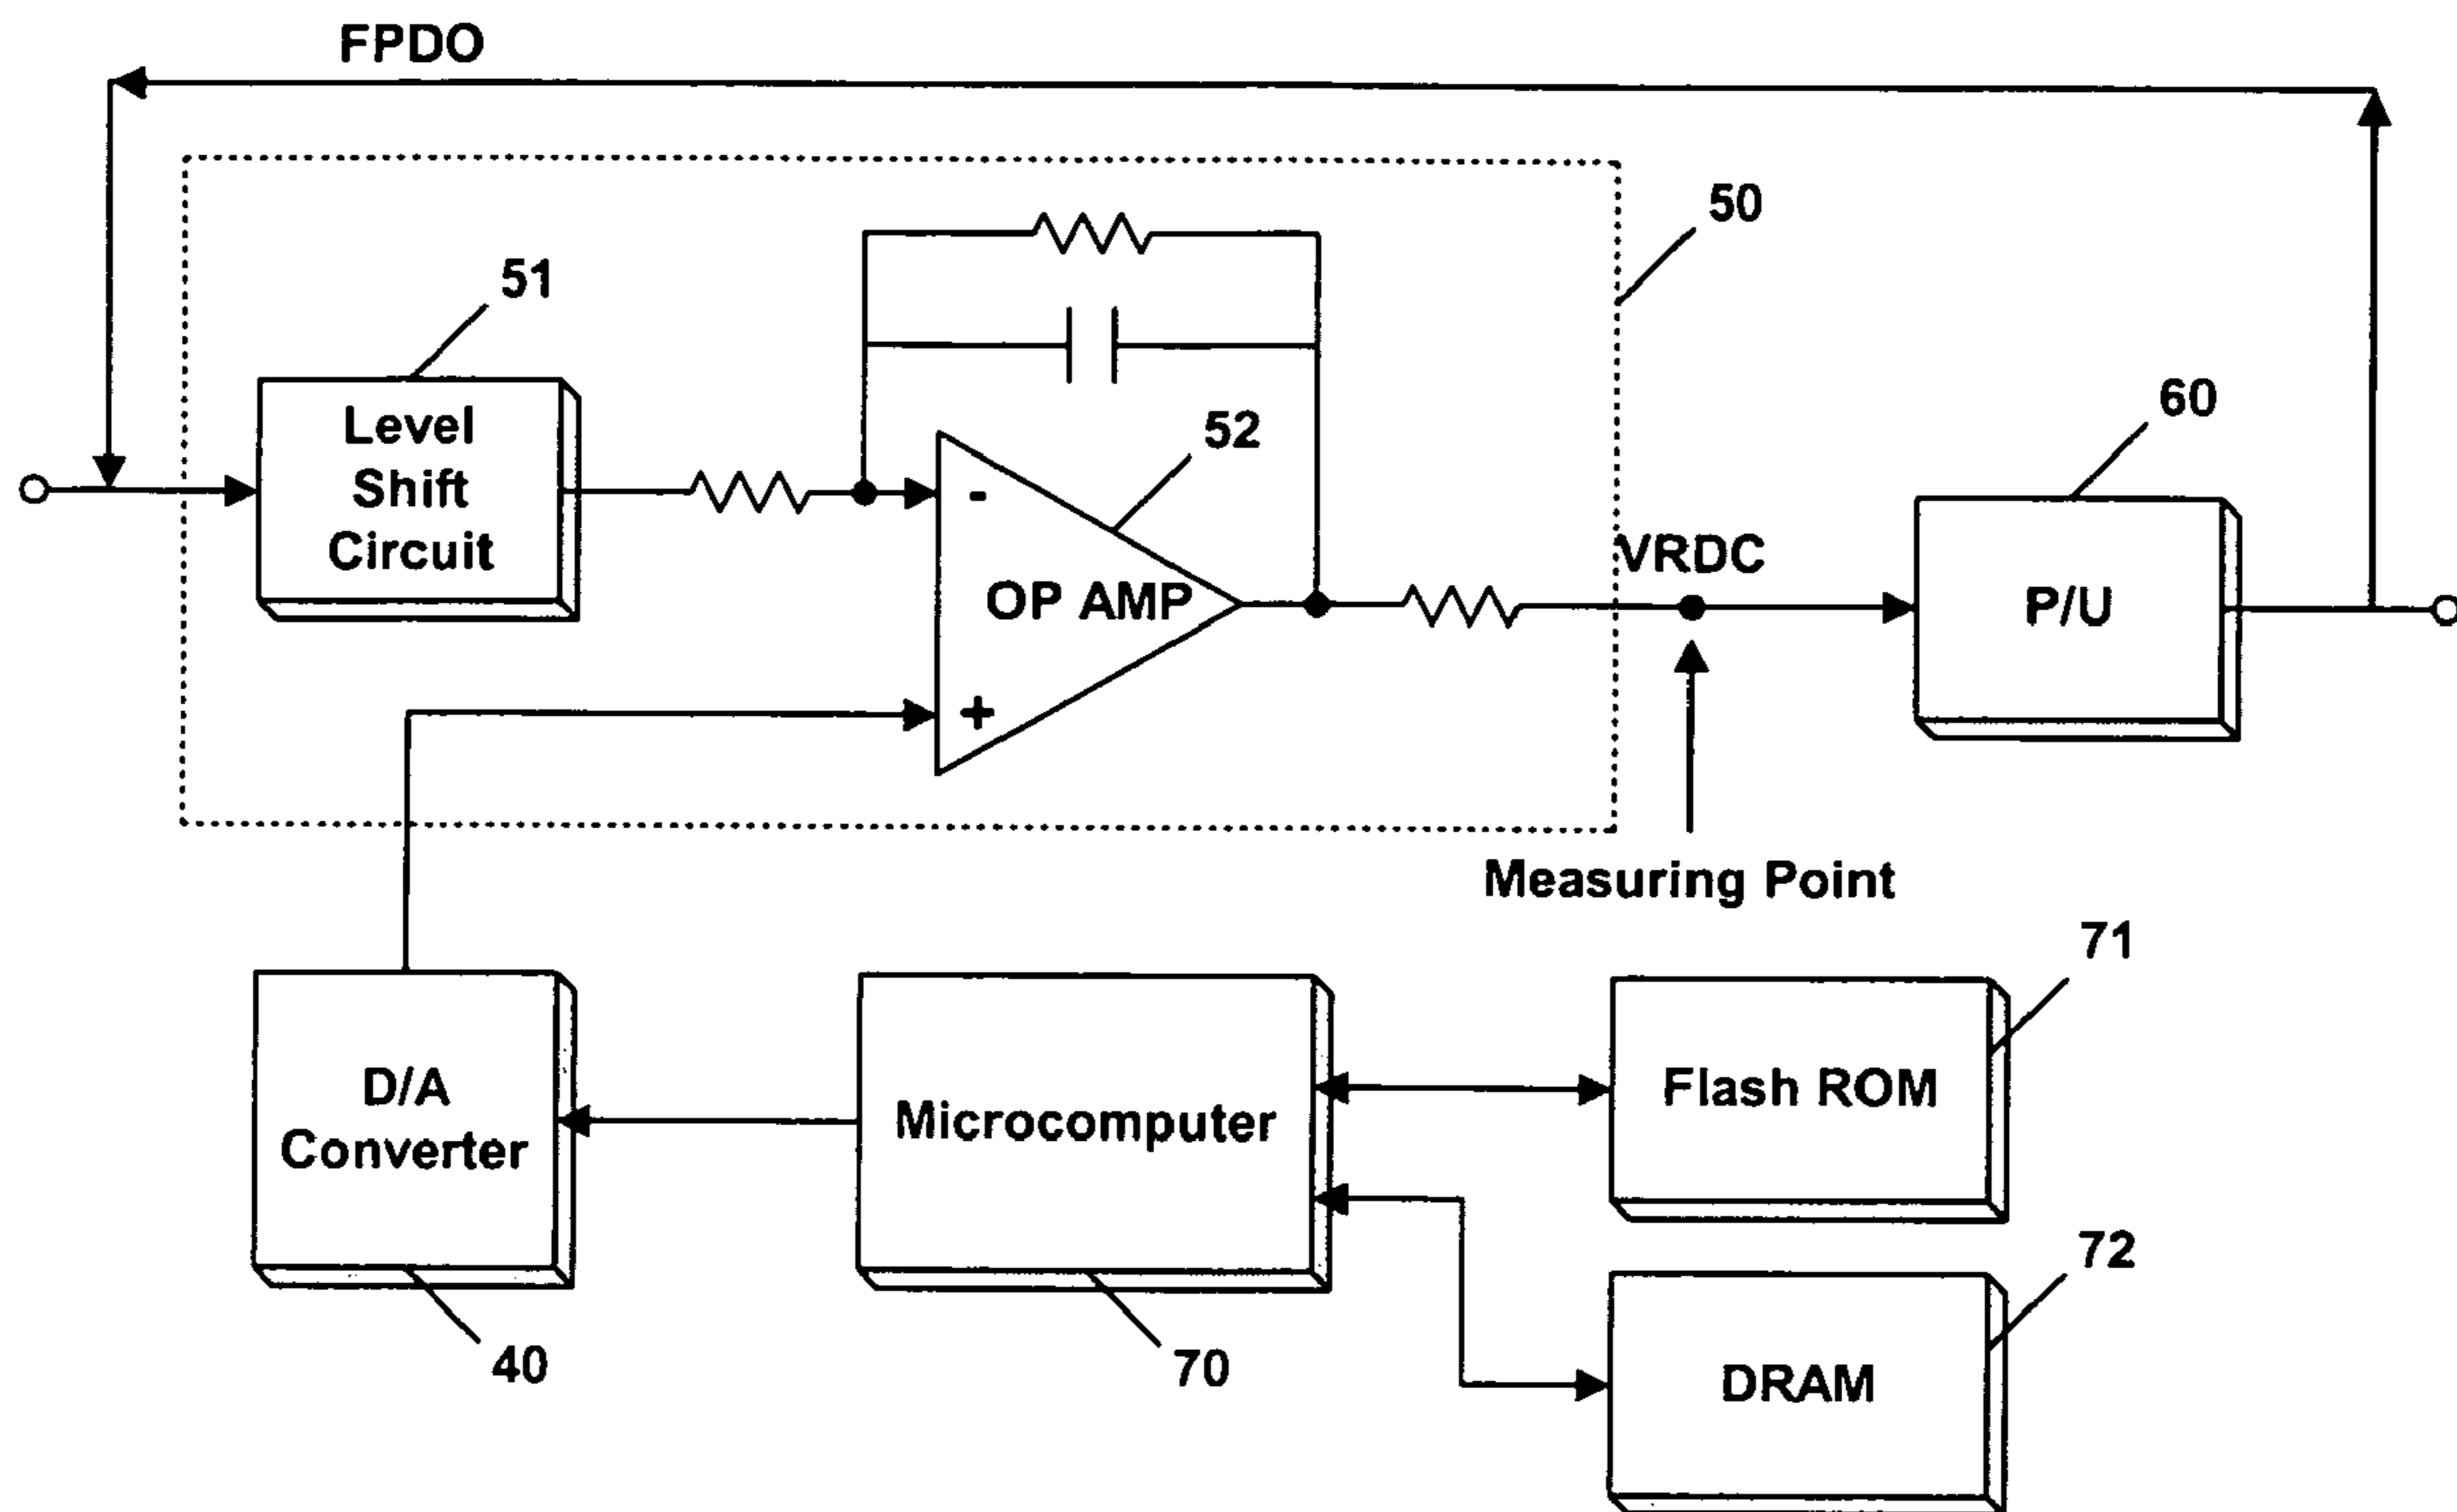 FPDO
50
51
Level
Shift
Circuit
52
-
OP AMP
+
VRDC
60
P/U
Measuring Point
71
D/A
Converter
Microcomputer
Flash ROM
72
DRAM
40
70